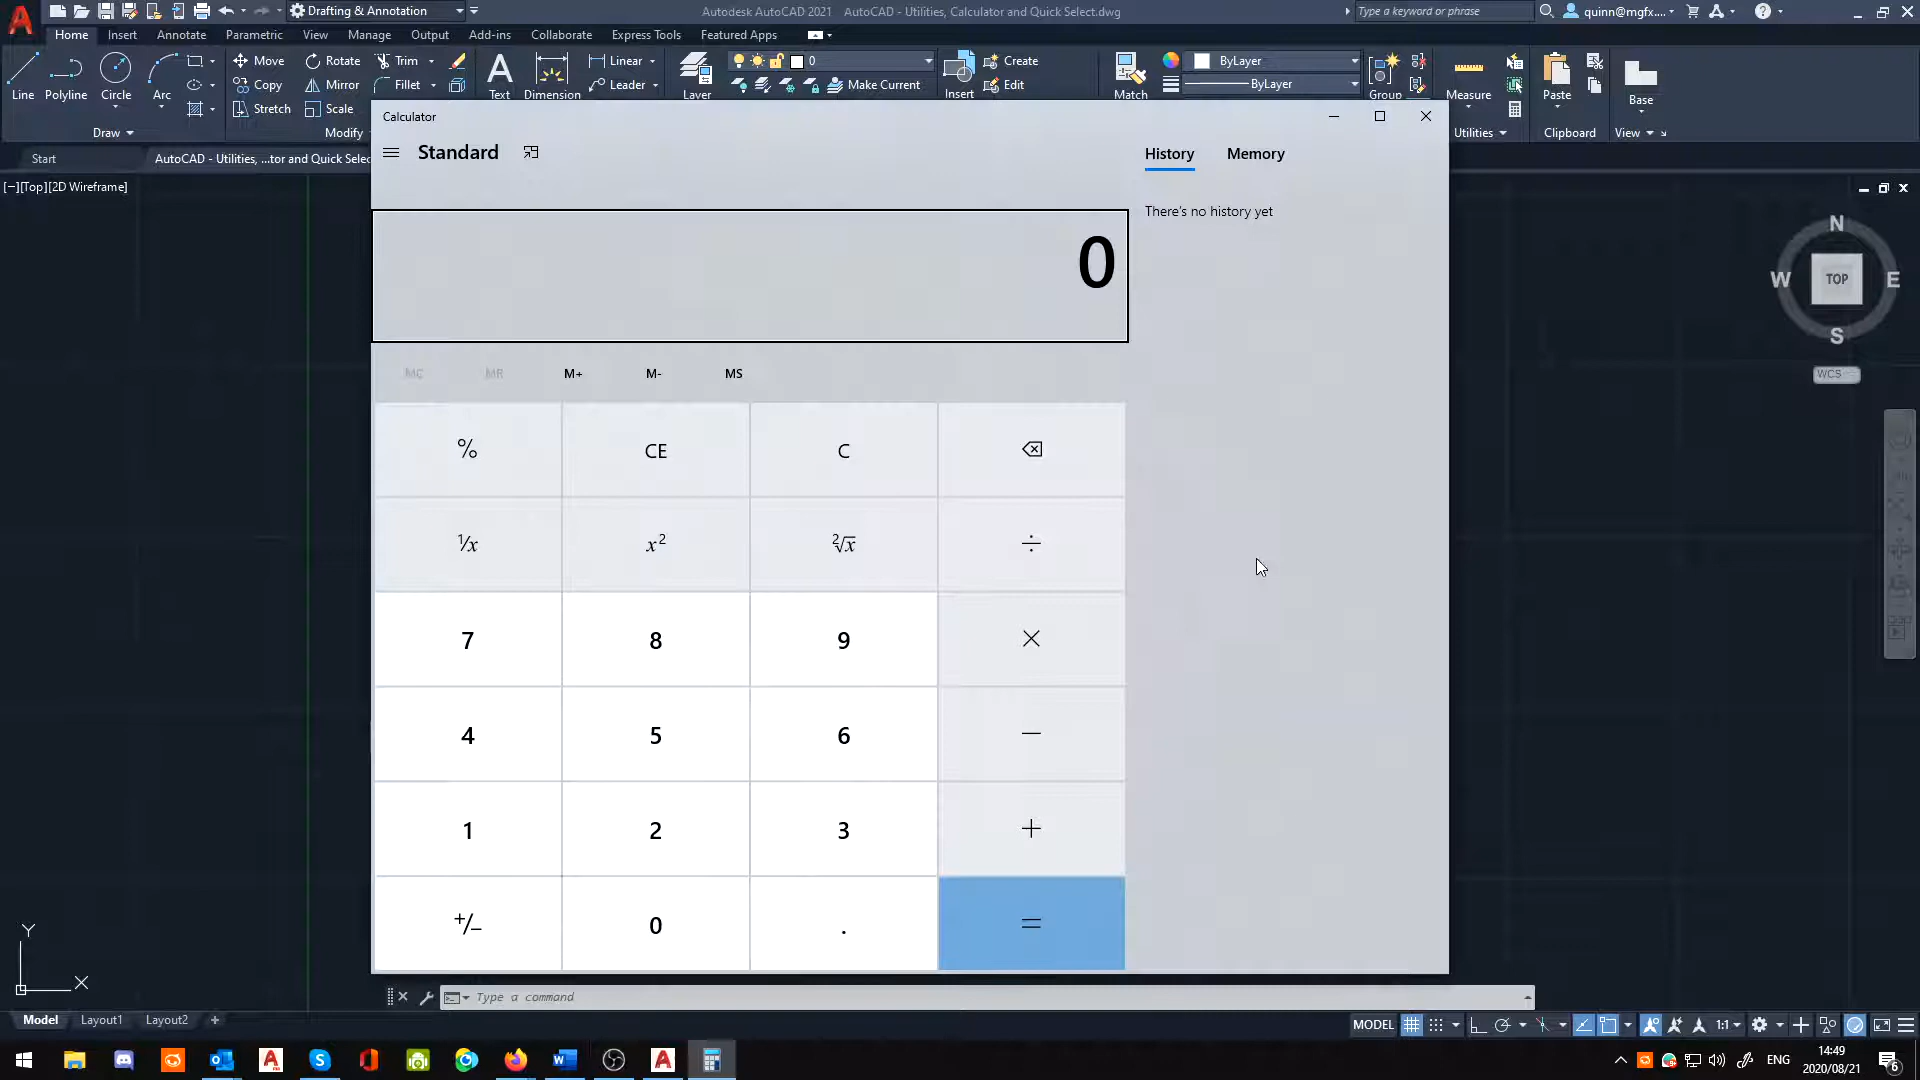 Drafting & Annotation
Autodesk AutoCAD 2021 AutoCAD - Utilities, Calculator and Quick Select.dwg
Type a keyword or phrase
quinn@mgfx....
Home Insert Annotate Parametric View Manage Output Add-ins Collaborate Express Tools Featured Apps
Line Polyline Circle Arc
Move Rotate Trim
Copy Mirror Fillet
Stretch Scale
Draw Modify
Text Dimension
Linear
Leader
Layer
0
Make Current
Insert
Create
Edit
Match
ByLayer
ByLayer
Group
Measure
Utilities
Paste
Clipboard
Base
View
Start
AutoCAD - Utilities, ...tor and Quick Selec
[−][Top][2D Wireframe]
Calculator
Standard
History Memory
There's no history yet
0
MC MR M+ M- MS
% CE C
¹/x x² ²√x ÷
7 8 9 ×
4 5 6 −
1 2 3 +
+/− 0 . =
N
W TOP E
S
WCS
Y
X
Type a command
Model Layout1 Layout2 +
MODEL
1:1
ENG
14:49
2020/08/21
6